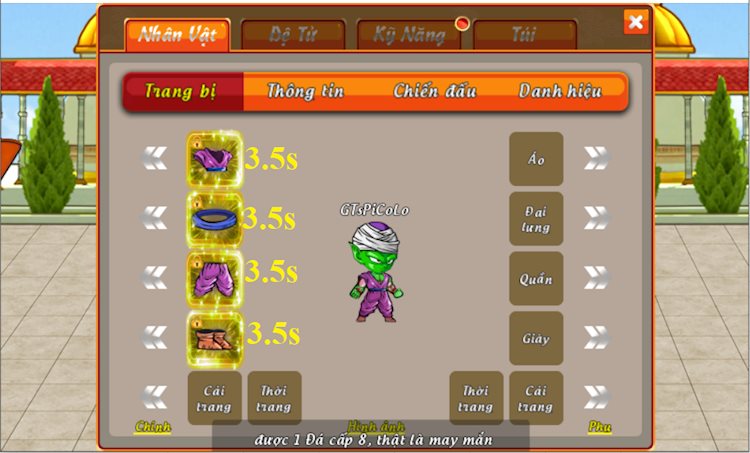 Nhân Vật Đệ Tử Kỹ Năng Túi
Trang bị Thông tin Chiến đấu Danh hiệu
3.5s Áo
GTsPiCoLo
3.5s Đai lưng
3.5s Quần
3.5s Giày
Cải trang Thời trang Thời trang Cải trang
Chính Hình ảnh Phụ
được 1 Đá cấp 8, thật là may mắn